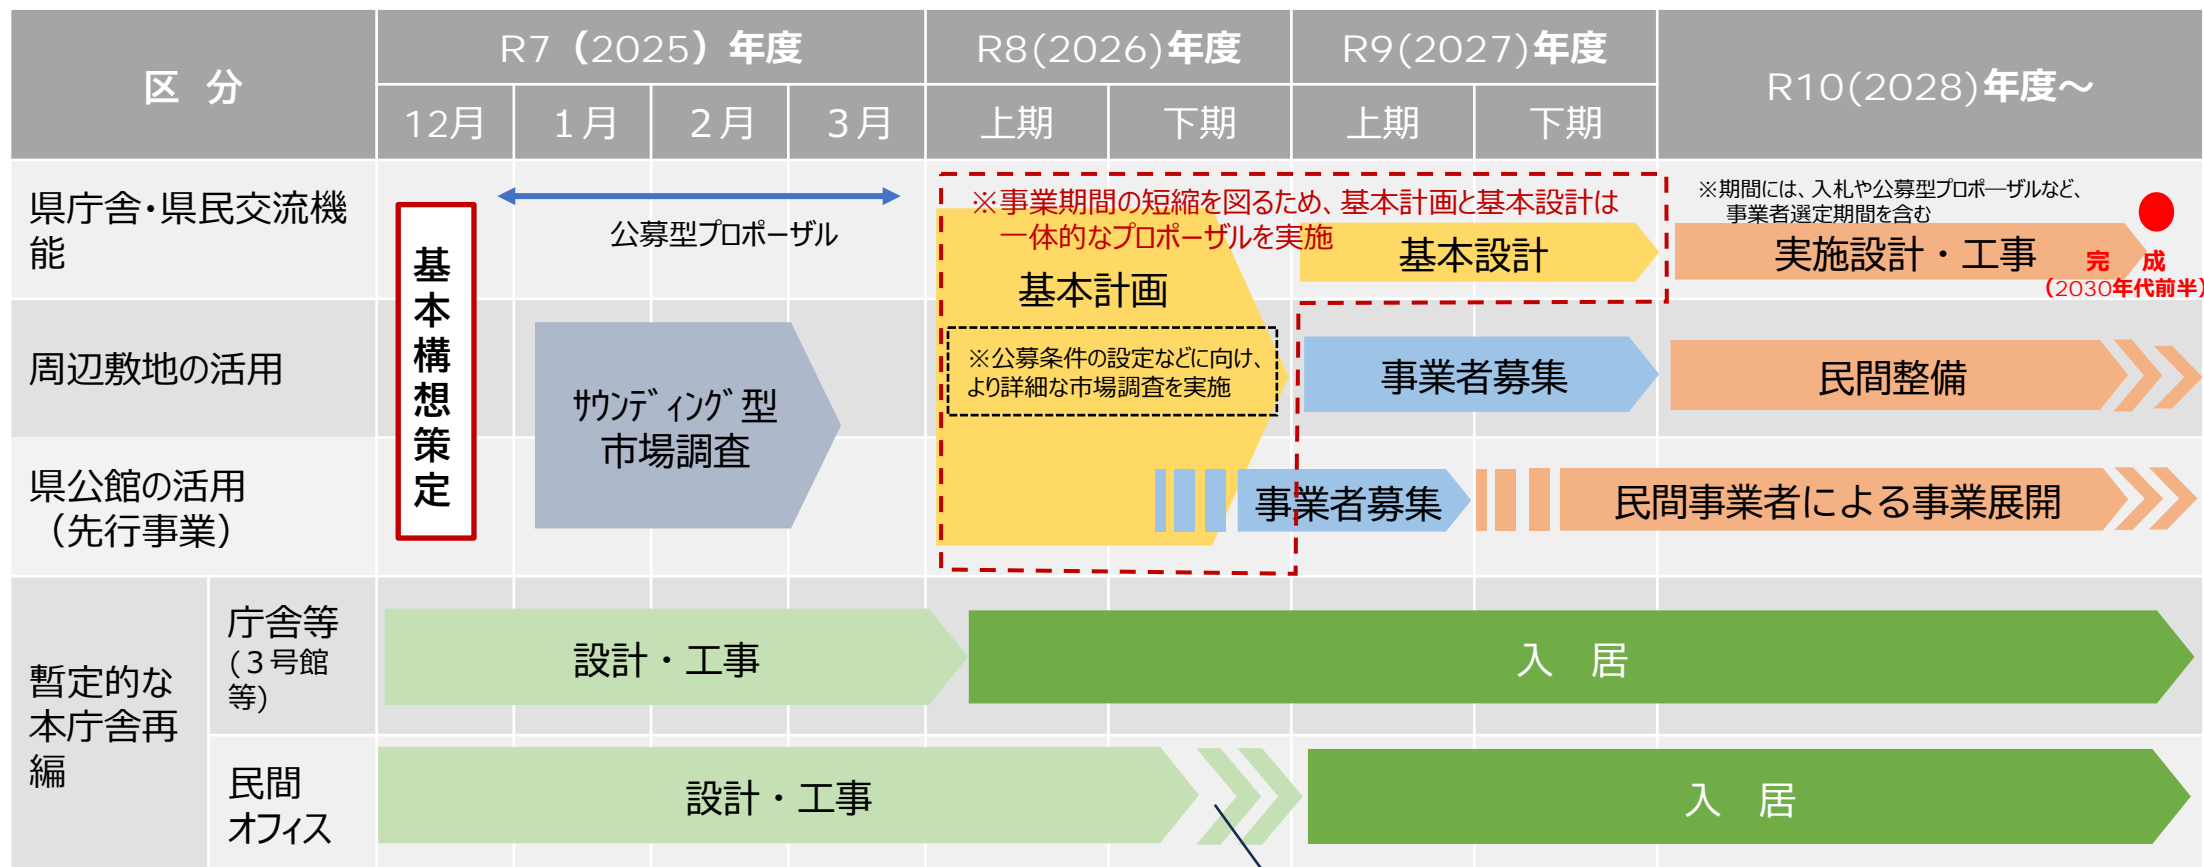 区 分
R7（2025）年度
R8(2026)年度
R9(2027)年度
R10(2028)年度～
12月
１月
２月
３月
上期
下期
上期
下期
県庁舎・県民交流機
能
基本構想策定
公募型プロポーザル
※事業期間の短縮を図るため、基本計画と基本設計は
一体的なプロポーザルを実施
基本計画
基本設計
※期間には、入札や公募型プロポーザルなど、
事業者選定期間を含む
実施設計・工事
完 成
（2030年代前半）
周辺敷地の活用
ｻｳﾝﾃﾞｨﾝｸﾞ型
市場調査
※公募条件の設定などに向け、
より詳細な市場調査を実施
事業者募集
民間整備
県公館の活用
（先行事業）
事業者募集
民間事業者による事業展開
暫定的な
本庁舎再
編
庁舎等
(３号館
等)
設計・工事
入 居
民間
オフィス
設計・工事
入 居